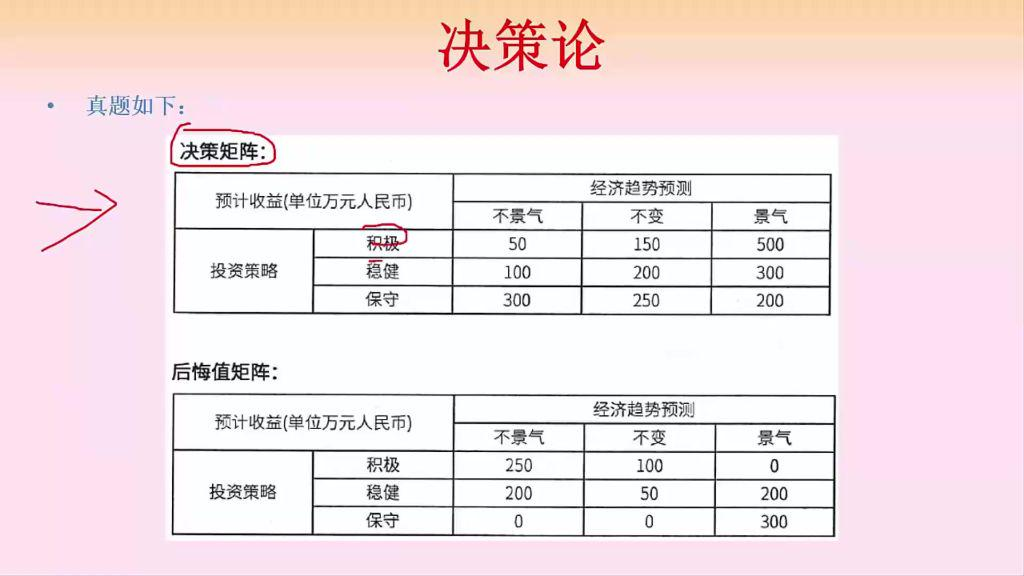 决策论
• 真题如下：
决策矩阵：
预计收益(单位万元人民币) 经济趋势预测
不景气 不变 景气
投资策略 积极 50 150 500
稳健 100 200 300
保守 300 250 200
后悔值矩阵：
预计收益(单位万元人民币) 经济趋势预测
不景气 不变 景气
投资策略 积极 250 100 0
稳健 200 50 200
保守 0 0 300